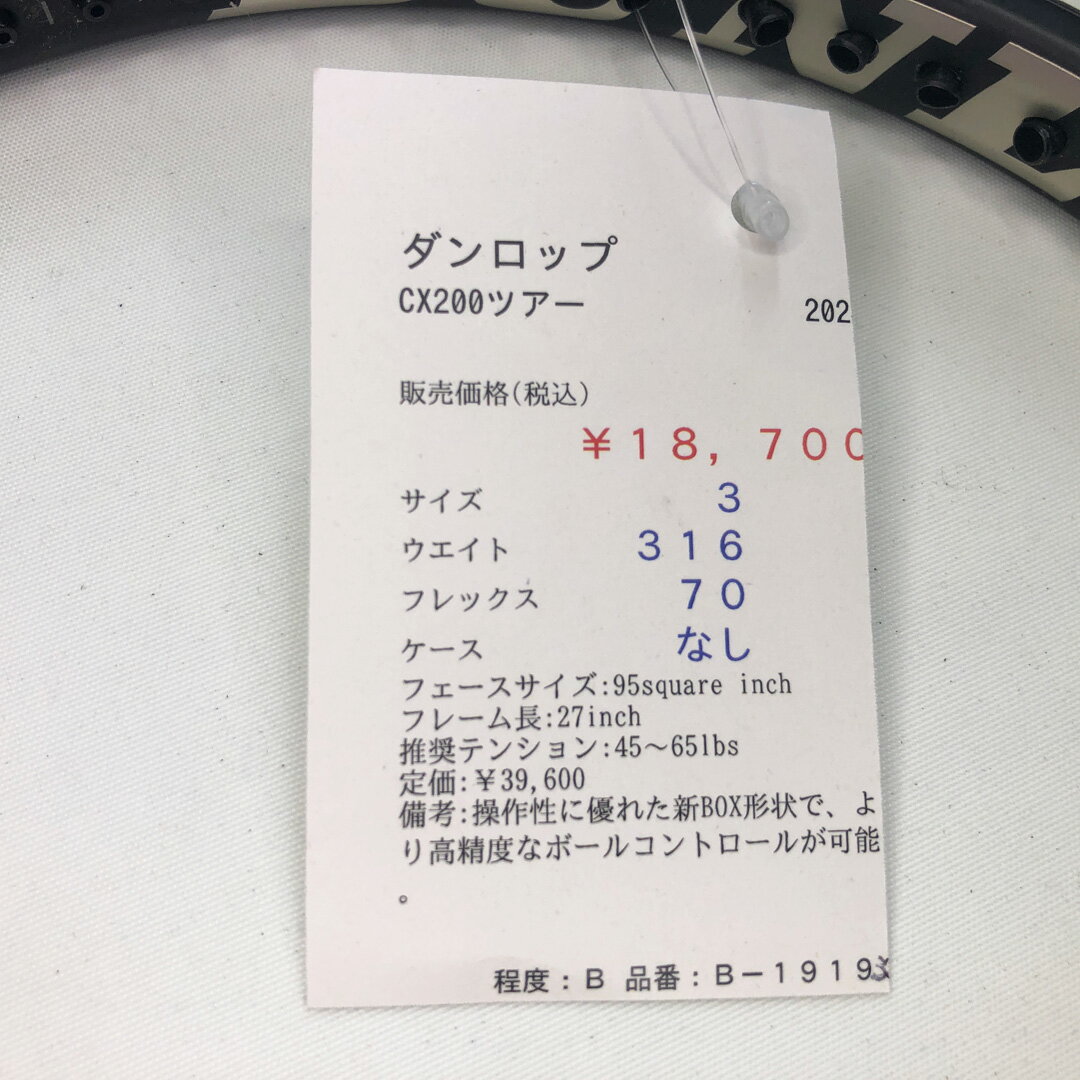 ダンロップ
CX200ツアー 202
販売価格(税込)
¥18,700
サイズ 3
ウエイト 316
フレックス 70
ケース なし
フェースサイズ:95square inch
フレーム長:27inch
推奨テンション:45～65lbs
定価:¥39,600
備考:操作性に優れた新BOX形状で、よ
り高精度なボールコントロールが可能
。
程度:B 品番:B-1919